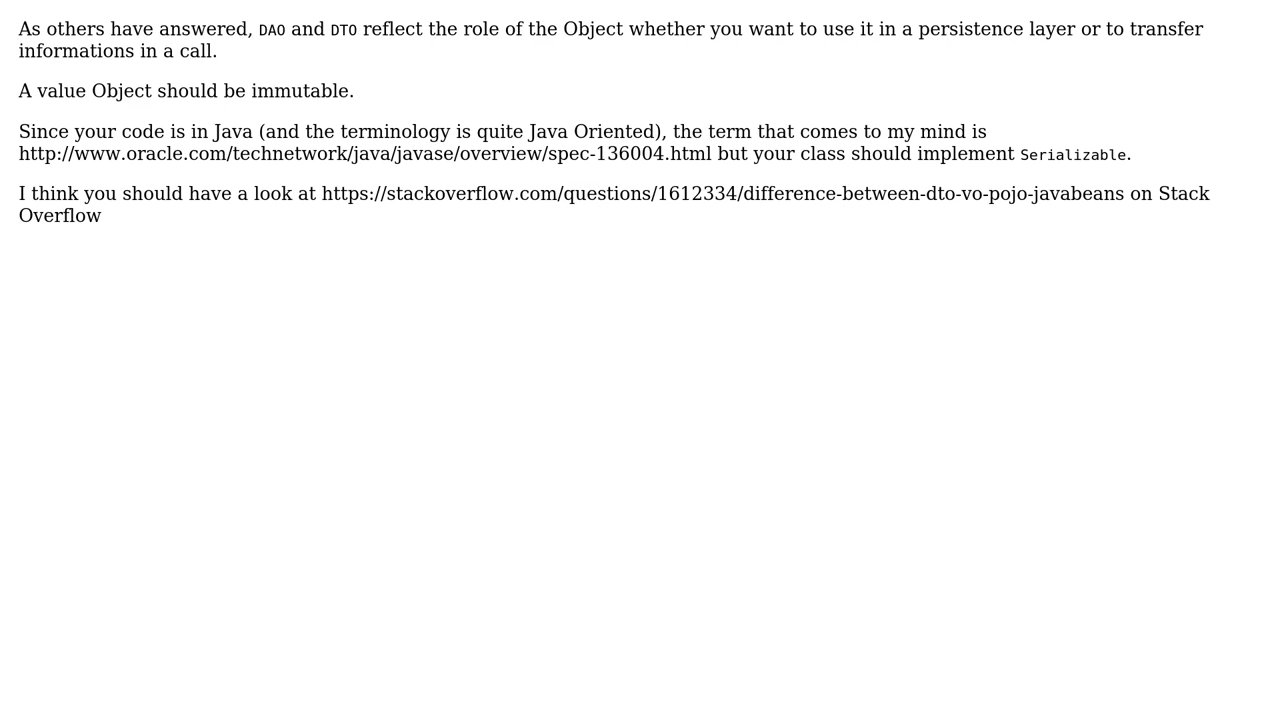 As others have answered, DAO and DTO reflect the role of the Object whether you want to use it in a persistence layer or to transfer
informations in a call.
A value Object should be immutable.
Since your code is in Java (and the terminology is quite Java Oriented), the term that comes to my mind is
http://www.oracle.com/technetwork/java/javase/overview/spec-136004.html but your class should implement Serializable.
I think you should have a look at https://stackoverflow.com/questions/1612334/difference-between-dto-vo-pojo-javabeans on Stack
Overflow